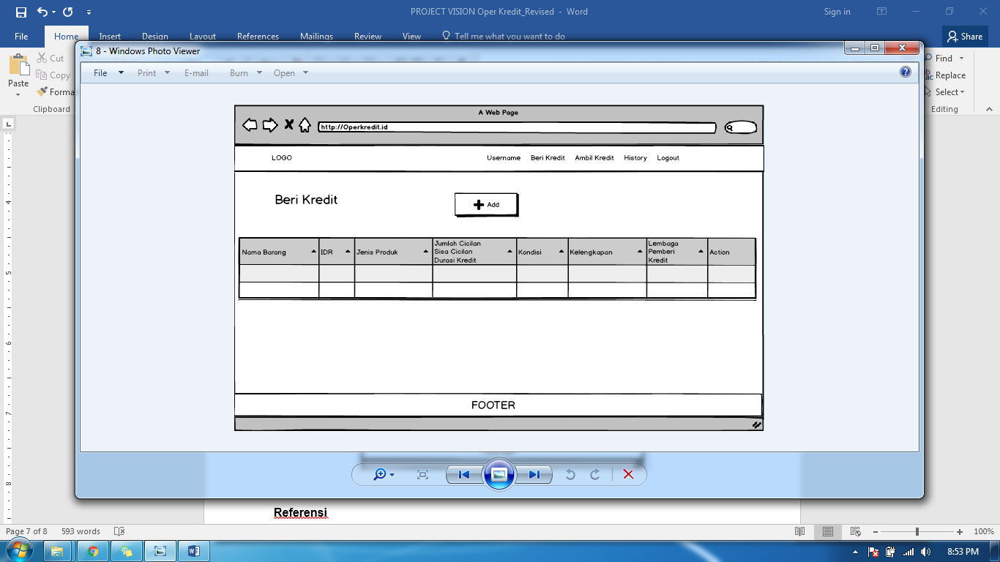 PROJECT VISION Oper Kredit_Revised - Word
Sign in
File Home Insert Design Layout References Mailings Review View Tell me what you want to do
Share
Cut
Copy
Paste
Clipboard
Find
Replace
Select
Editing
8 - Windows Photo Viewer
File Print E-mail Burn Open
A Web Page
http://Operkredit.id
LOGO Username Beri Kredit Ambil Kredit History Logout
Beri Kredit
Add
Nama Barang IDR Jenis Produk Jumlah Cicilan
Sisa Cicilan
Durasi Kredit Kondisi Kelengkapan Lembaga
Pemberi
Kredit Action
FOOTER
Referensi
Page 7 of 8 593 words
100%
8:53 PM